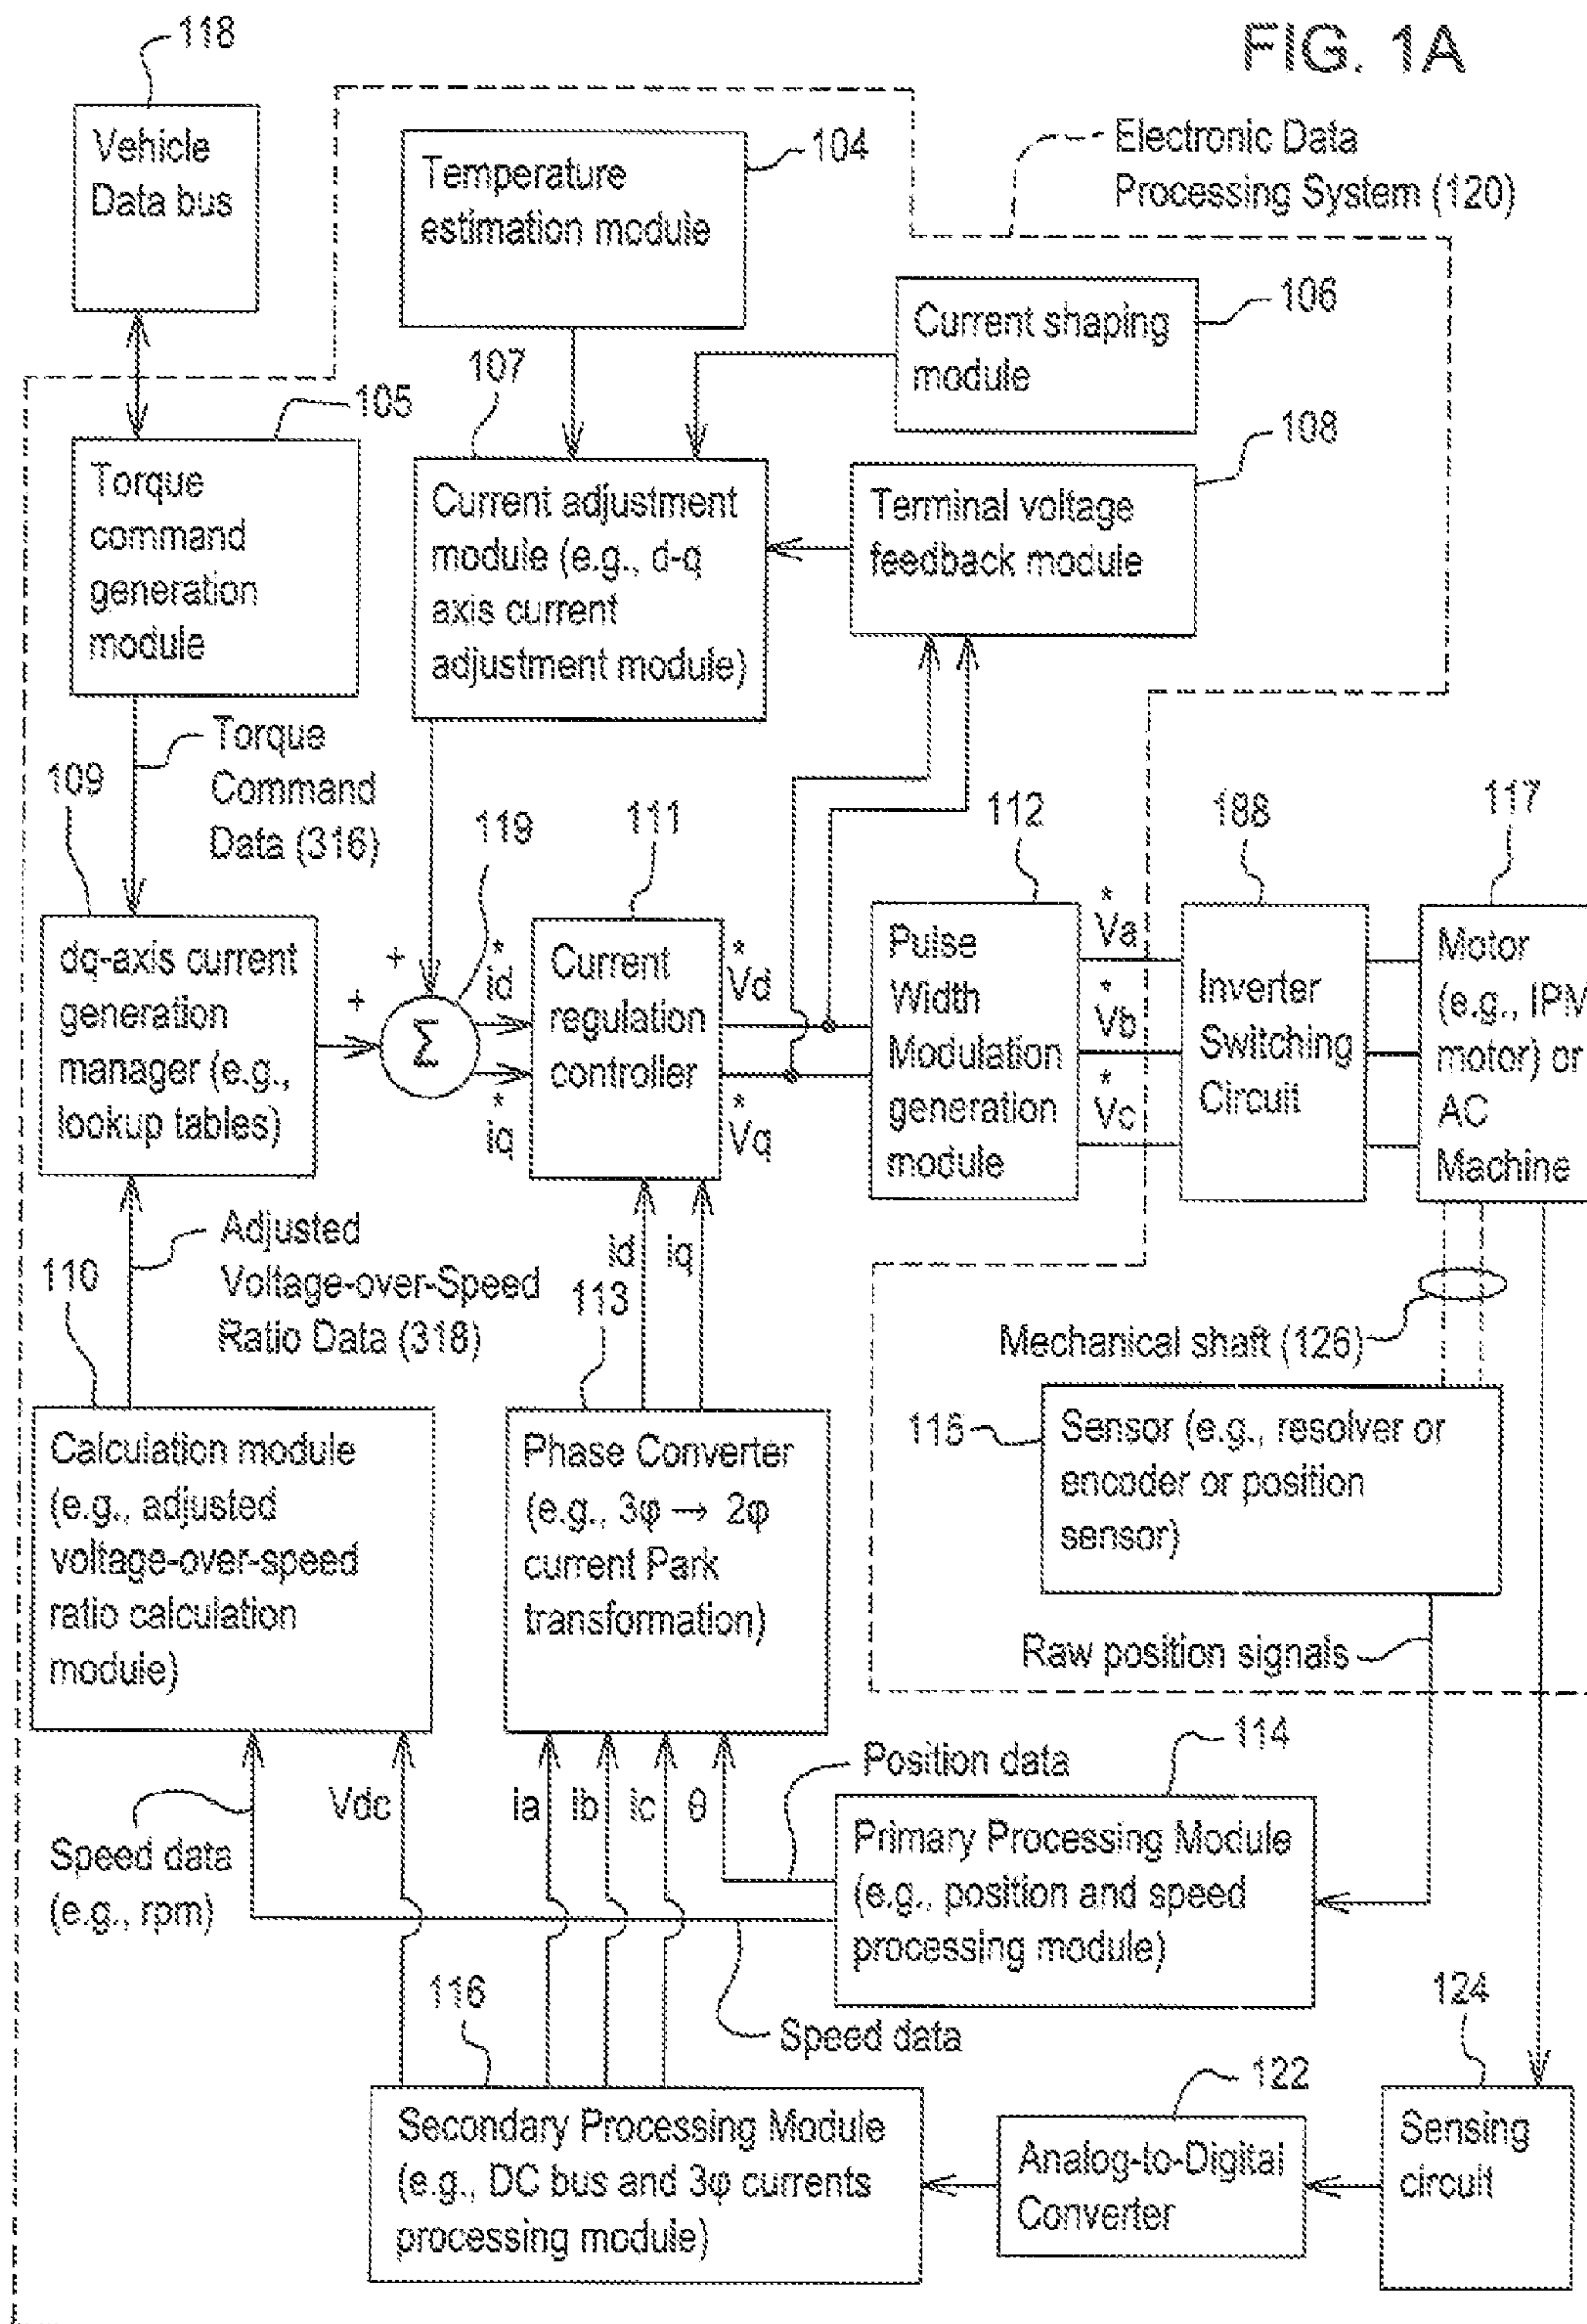 FIG. 1A
118
Vehicle
Data bus
Temperature
estimation module
104
Electronic Data
Processing System (120)
Current shaping
module
106
107
105
Torque
command
generation
module
Current adjustment
module (e.g., d-q
axis current
adjustment module)
Terminal voltage
feedback module
108
Torque
Command
Data (316)
109
119
111
112
188
117
dq-axis current
generation
manager (e.g.,
lookup tables)
+
+
Σ
*
id
*
iq
Current
regulation
controller
*
Vd
*
Vq
Pulse
Width
Modulation
generation
module
*
Va
*
Vb
*
Vc
Inverter
Switching
Circuit
Motor
(e.g., IPM
motor) or
AC
Machine
110
Adjusted
Voltage-over-Speed
Ratio Data (318)
id
iq
113
Mechanical shaft (126)
Calculation module
(e.g., adjusted
voltage-over-speed
ratio calculation
module)
Phase Converter
(e.g., 3φ → 2φ
current Park
transformation)
115
Sensor (e.g., resolver or
encoder or position
sensor)
Raw position signals
Speed data
(e.g., rpm)
Vdc
ia
ib
ic
θ
Position data
114
Primary Processing Module
(e.g., position and speed
processing module)
116
Speed data
124
122
Secondary Processing Module
(e.g., DC bus and 3φ currents
processing module)
Analog-to-Digital
Converter
Sensing
circuit